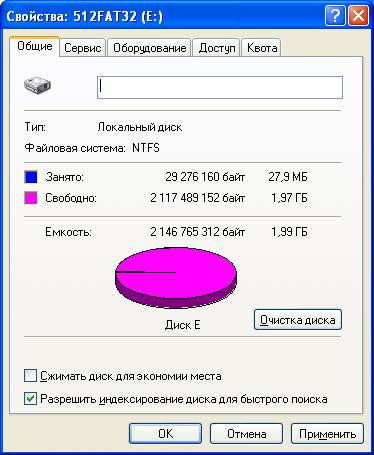 Свойства: 512FAT32 (E:)
Общие Сервис Оборудование Доступ Квота
Тип: Локальный диск
Файловая система: NTFS
Занято: 29 276 160 байт 27,9 МБ
Свободно: 2 117 489 152 байт 1,97 ГБ
Емкость: 2 146 765 312 байт 1,99 ГБ
Диск E
Очистка диска
Сжимать диск для экономии места
Разрешить индексирование диска для быстрого поиска
OK Отмена Применить